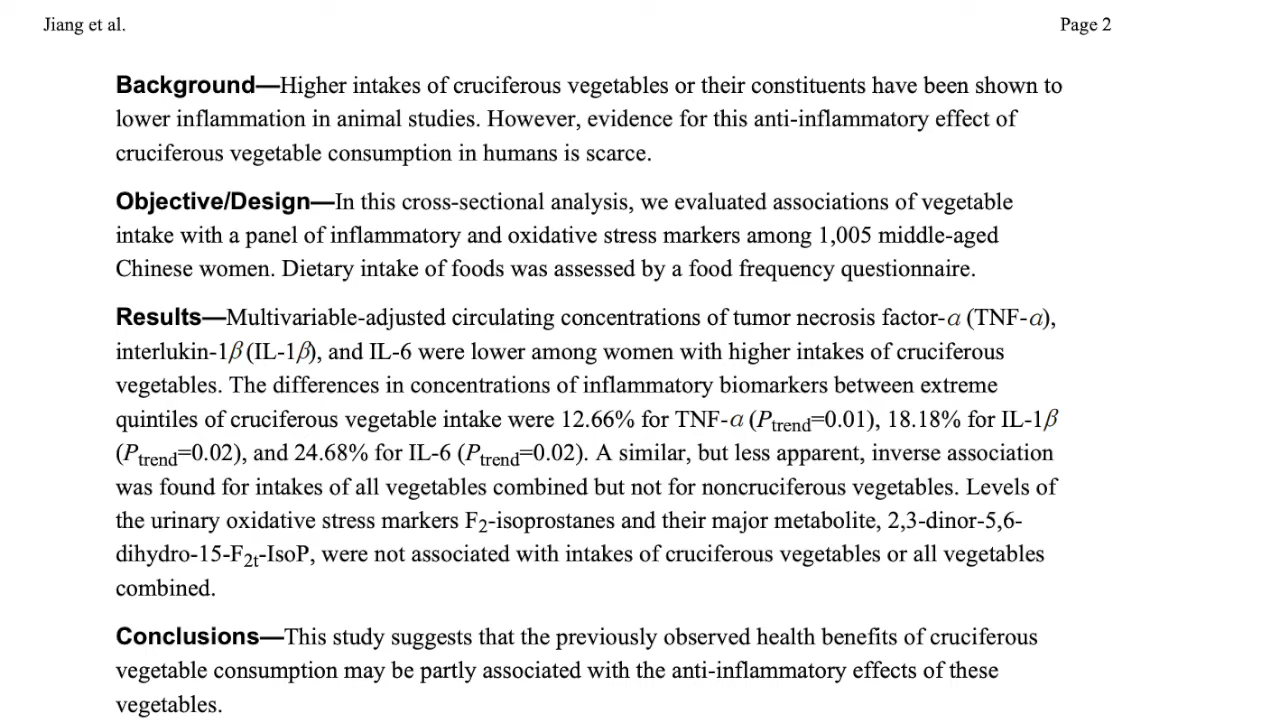 Jiang et al.
Page 2
Background—Higher intakes of cruciferous vegetables or their constituents have been shown to
lower inflammation in animal studies. However, evidence for this anti-inflammatory effect of
cruciferous vegetable consumption in humans is scarce.
Objective/Design—In this cross-sectional analysis, we evaluated associations of vegetable
intake with a panel of inflammatory and oxidative stress markers among 1,005 middle-aged
Chinese women. Dietary intake of foods was assessed by a food frequency questionnaire.
Results—Multivariable-adjusted circulating concentrations of tumor necrosis factor-α (TNF-α),
interlukin-1β (IL-1β), and IL-6 were lower among women with higher intakes of cruciferous
vegetables. The differences in concentrations of inflammatory biomarkers between extreme
quintiles of cruciferous vegetable intake were 12.66% for TNF-α (Ptrend=0.01), 18.18% for IL-1β
(Ptrend=0.02), and 24.68% for IL-6 (Ptrend=0.02). A similar, but less apparent, inverse association
was found for intakes of all vegetables combined but not for noncruciferous vegetables. Levels of
the urinary oxidative stress markers F2-isoprostanes and their major metabolite, 2,3-dinor-5,6-
dihydro-15-F2t-IsoP, were not associated with intakes of cruciferous vegetables or all vegetables
combined.
Conclusions—This study suggests that the previously observed health benefits of cruciferous
vegetable consumption may be partly associated with the anti-inflammatory effects of these
vegetables.